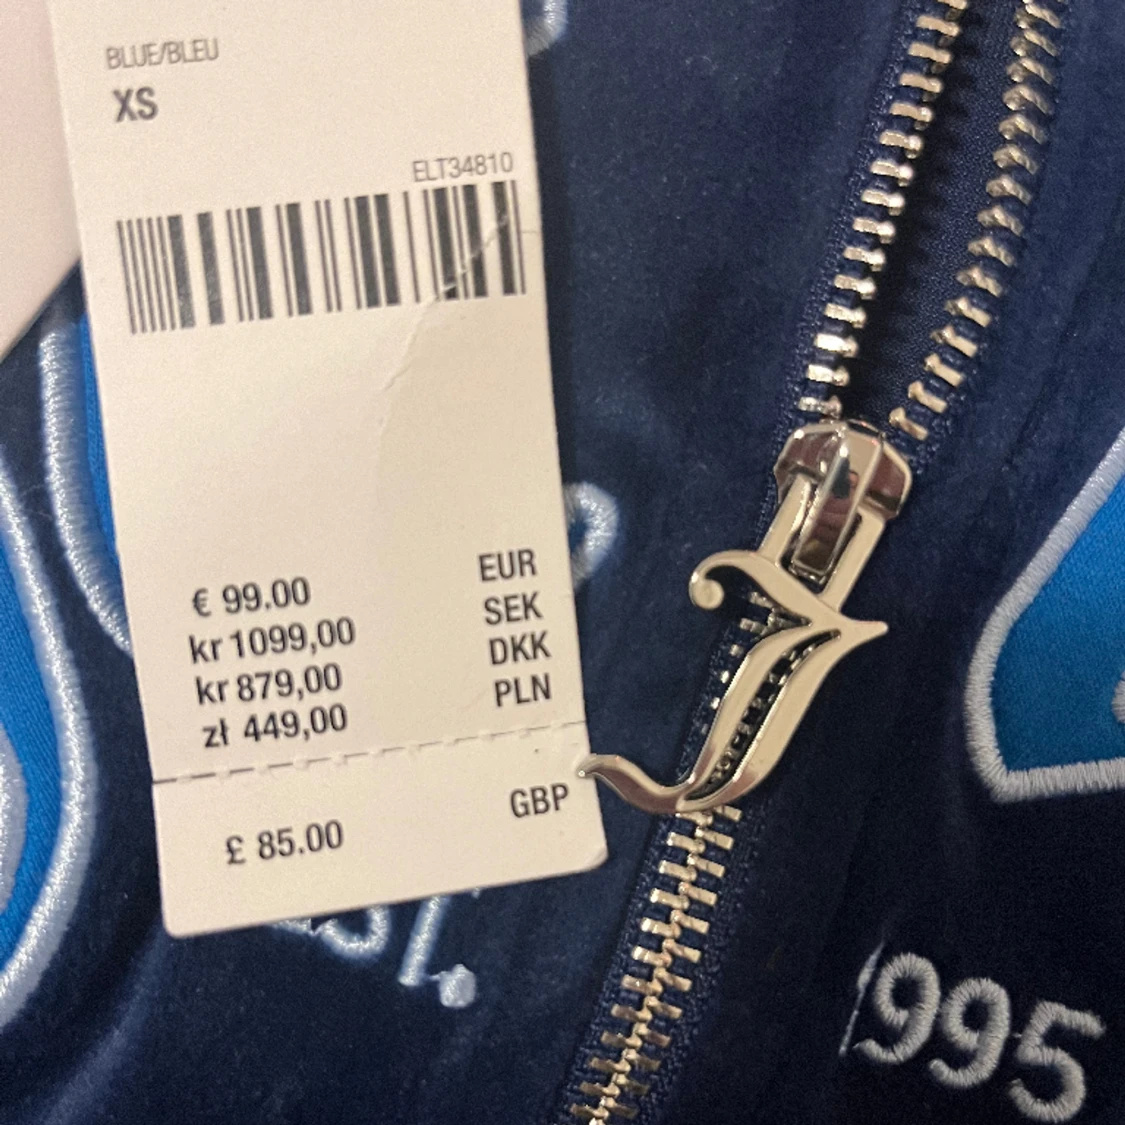 BLUE/BLEU
XS
ELT34810
€ 99.00 EUR
kr 1099,00 SEK
kr 879,00 DKK
zł 449,00 PLN
£ 85.00 GBP
J
1995